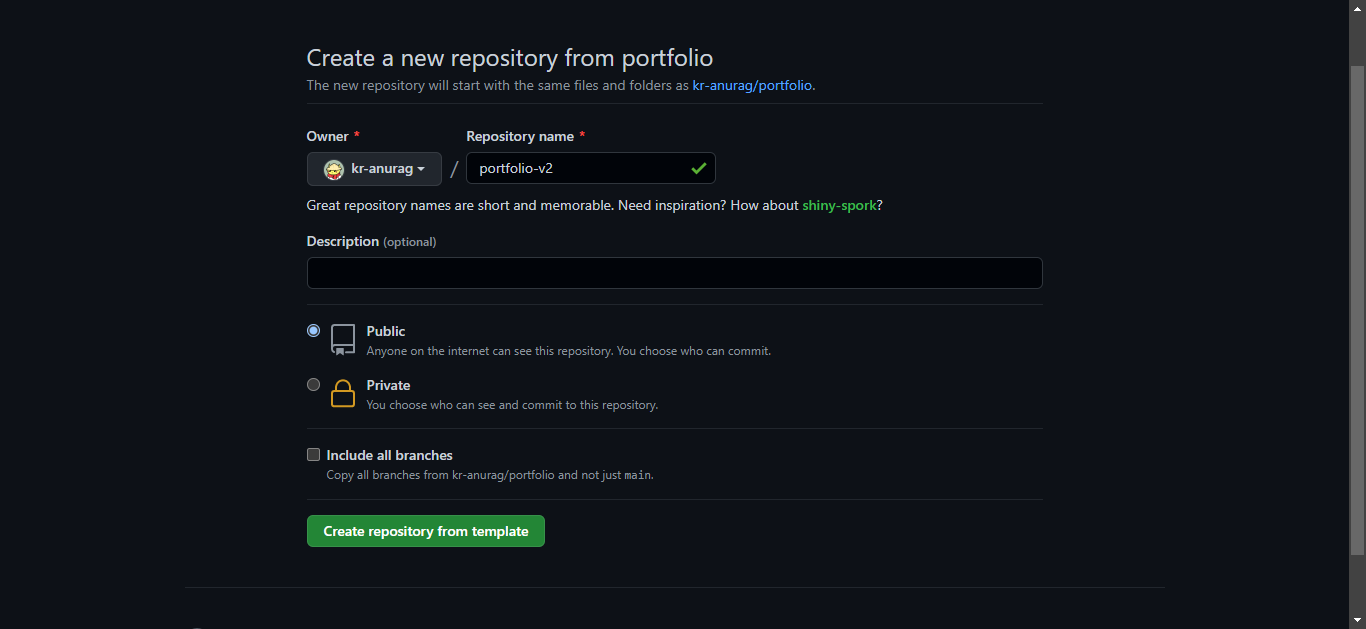 Create a new repository from portfolio
The new repository will start with the same files and folders as kr-anurag/portfolio.
Owner * Repository name *
kr-anurag / portfolio-v2
Great repository names are short and memorable. Need inspiration? How about shiny-spork?
Description (optional)
Public
Anyone on the internet can see this repository. You choose who can commit.
Private
You choose who can see and commit to this repository.
Include all branches
Copy all branches from kr-anurag/portfolio and not just main.
Create repository from template